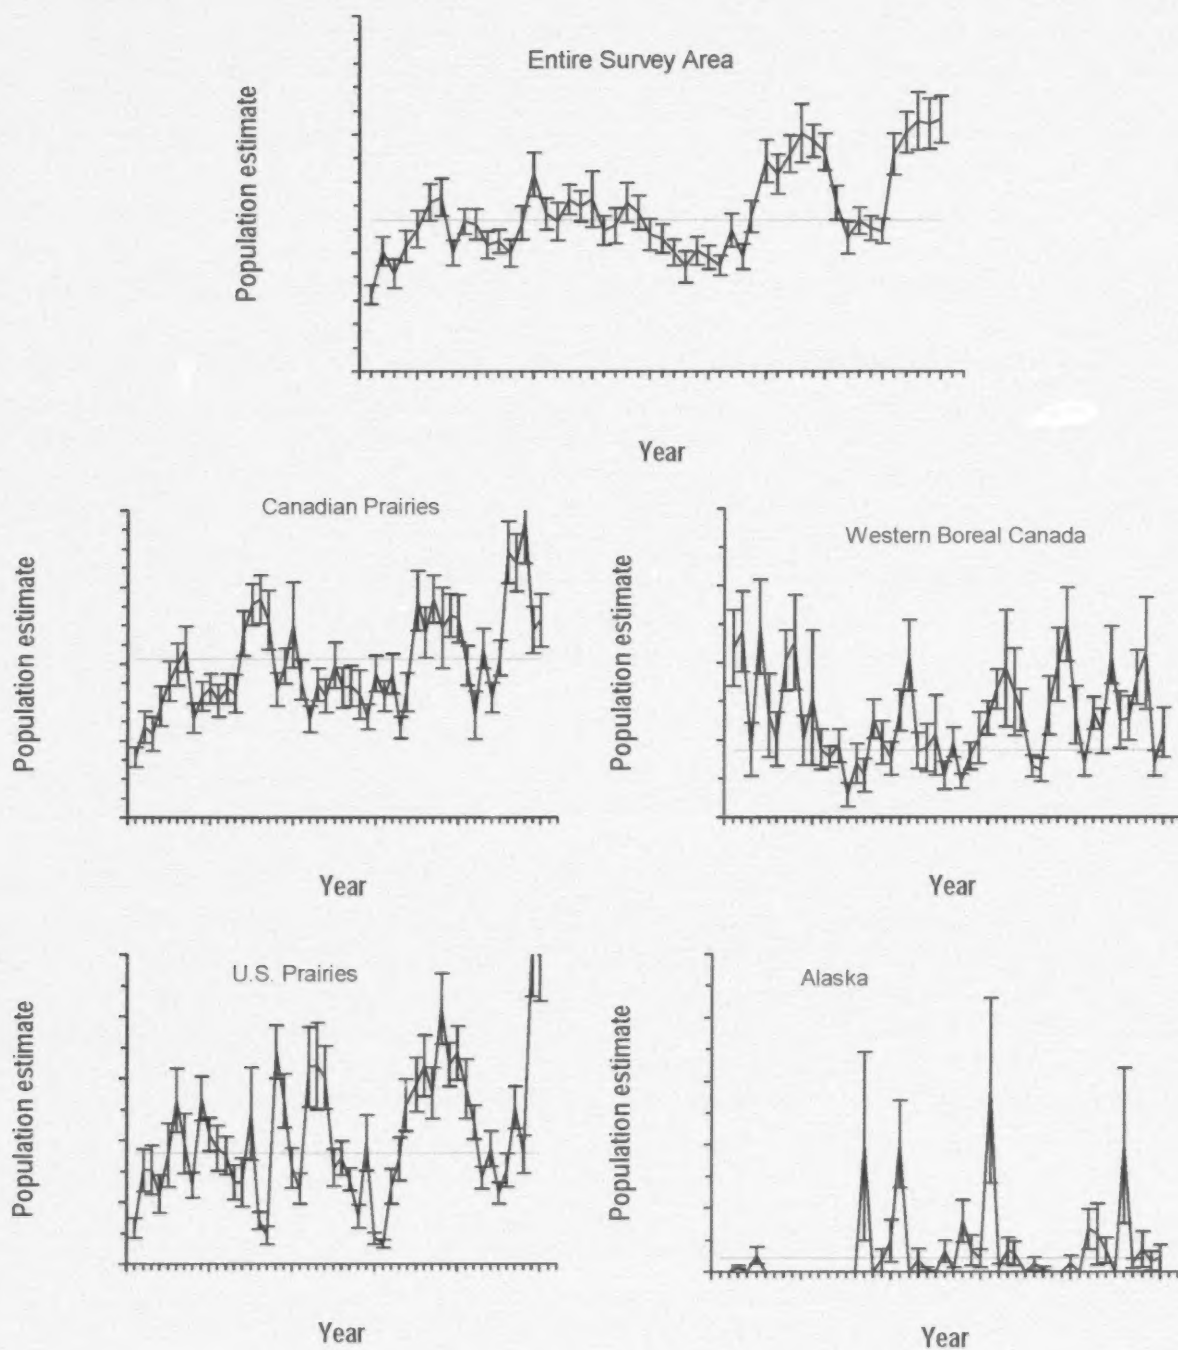 Entire Survey Area
Population estimate
Year
Canadian Prairies
Population estimate
Year
Western Boreal Canada
Population estimate
Year
U.S. Prairies
Population estimate
Year
Alaska
Population estimate
Year